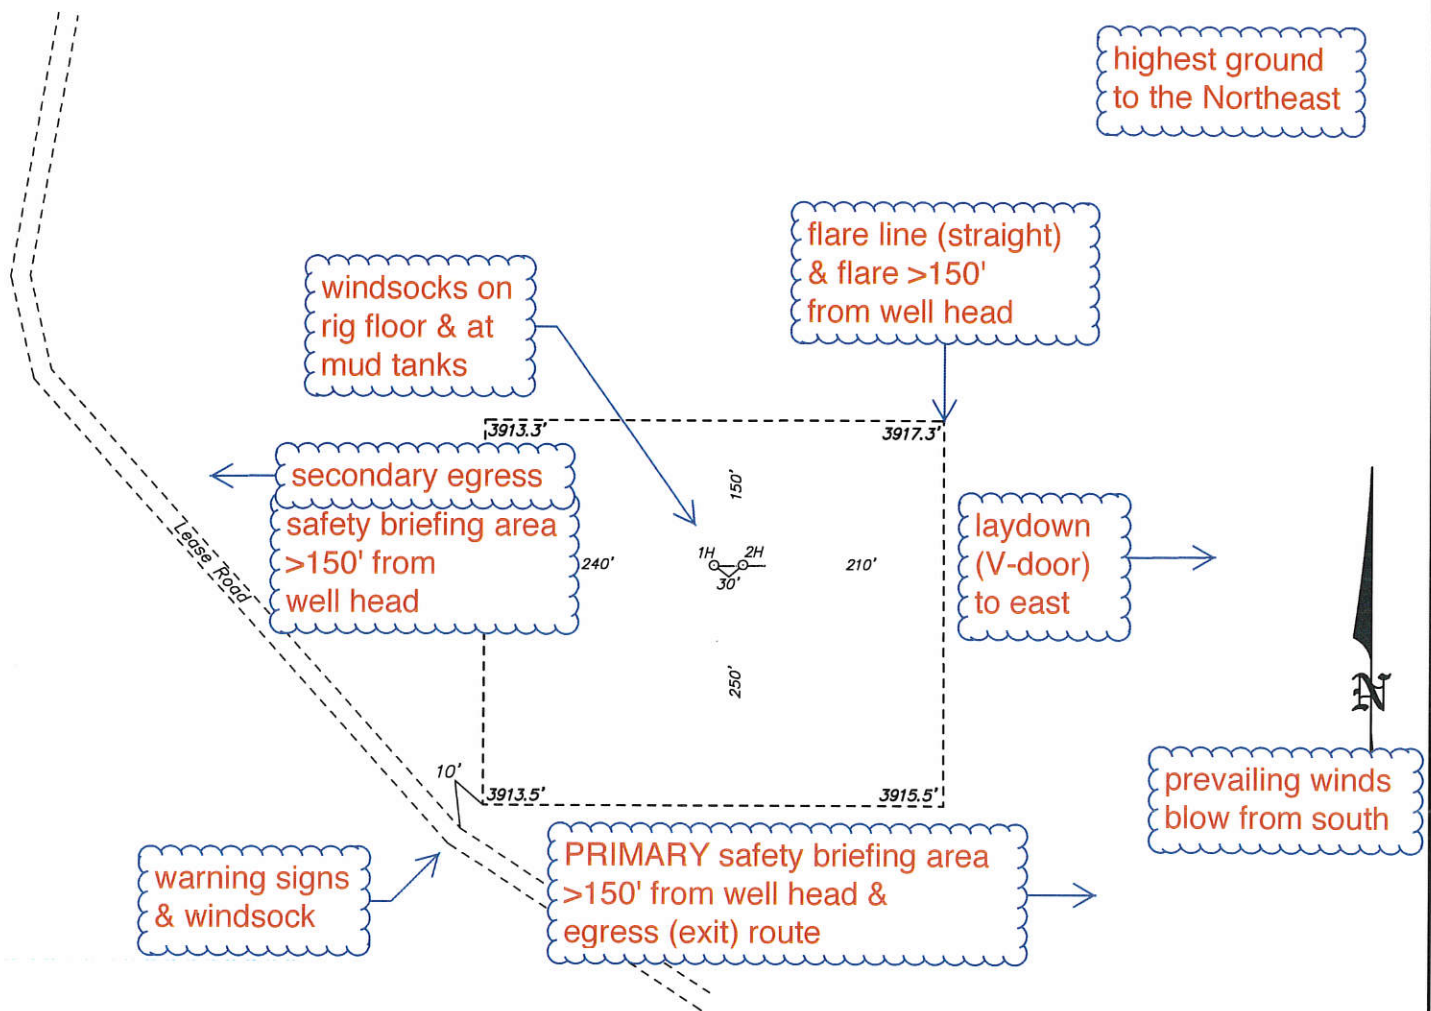 highest ground
to the Northeast
flare line (straight)
& flare >150'
from well head
windsocks on
rig floor & at
mud tanks
3913.3'
3917.3'
secondary egress
safety briefing area
>150' from
well head
150'
laydown
(V-door)
to east
Lease Road
240'
1H
2H
30'
210'
250'
N
10'
3913.5'
3915.5'
prevailing winds
blow from south
warning signs
& windsock
PRIMARY safety briefing area
>150' from well head &
egress (exit) route